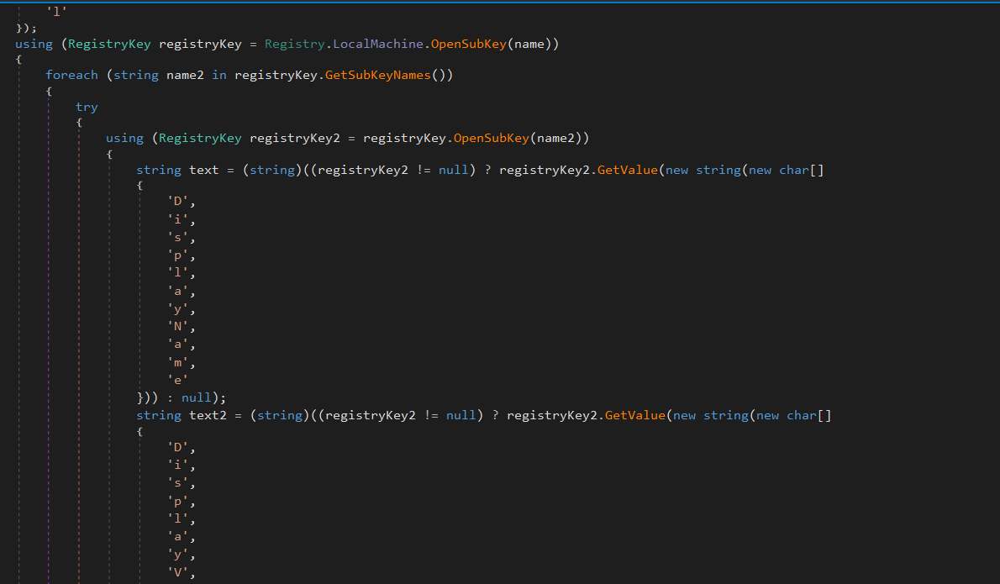 'l'
});
using (RegistryKey registryKey = Registry.LocalMachine.OpenSubKey(name))
{
foreach (string name2 in registryKey.GetSubKeyNames())
{
try
{
using (RegistryKey registryKey2 = registryKey.OpenSubKey(name2))
{
string text = (string)((registryKey2 != null) ? registryKey2.GetValue(new string(new char[]
{
'D',
'i',
's',
'p',
'l',
'a',
'y',
'N',
'a',
'm',
'e'
})) : null);
string text2 = (string)((registryKey2 != null) ? registryKey2.GetValue(new string(new char[]
{
'D',
'i',
's',
'p',
'l',
'a',
'y',
'V',